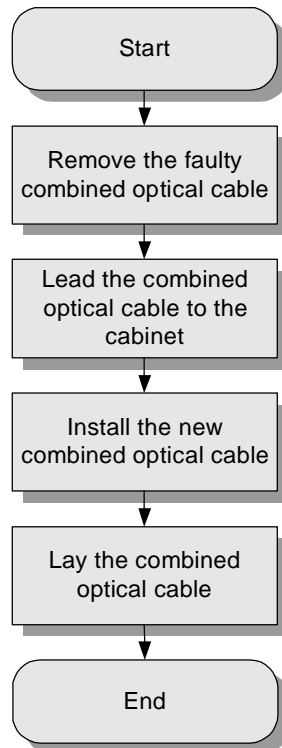 Start
Remove the faulty
combined optical cable
Lead the combined
optical cable to the
cabinet
Install the new
combined optical cable
Lay the combined
optical cable
End